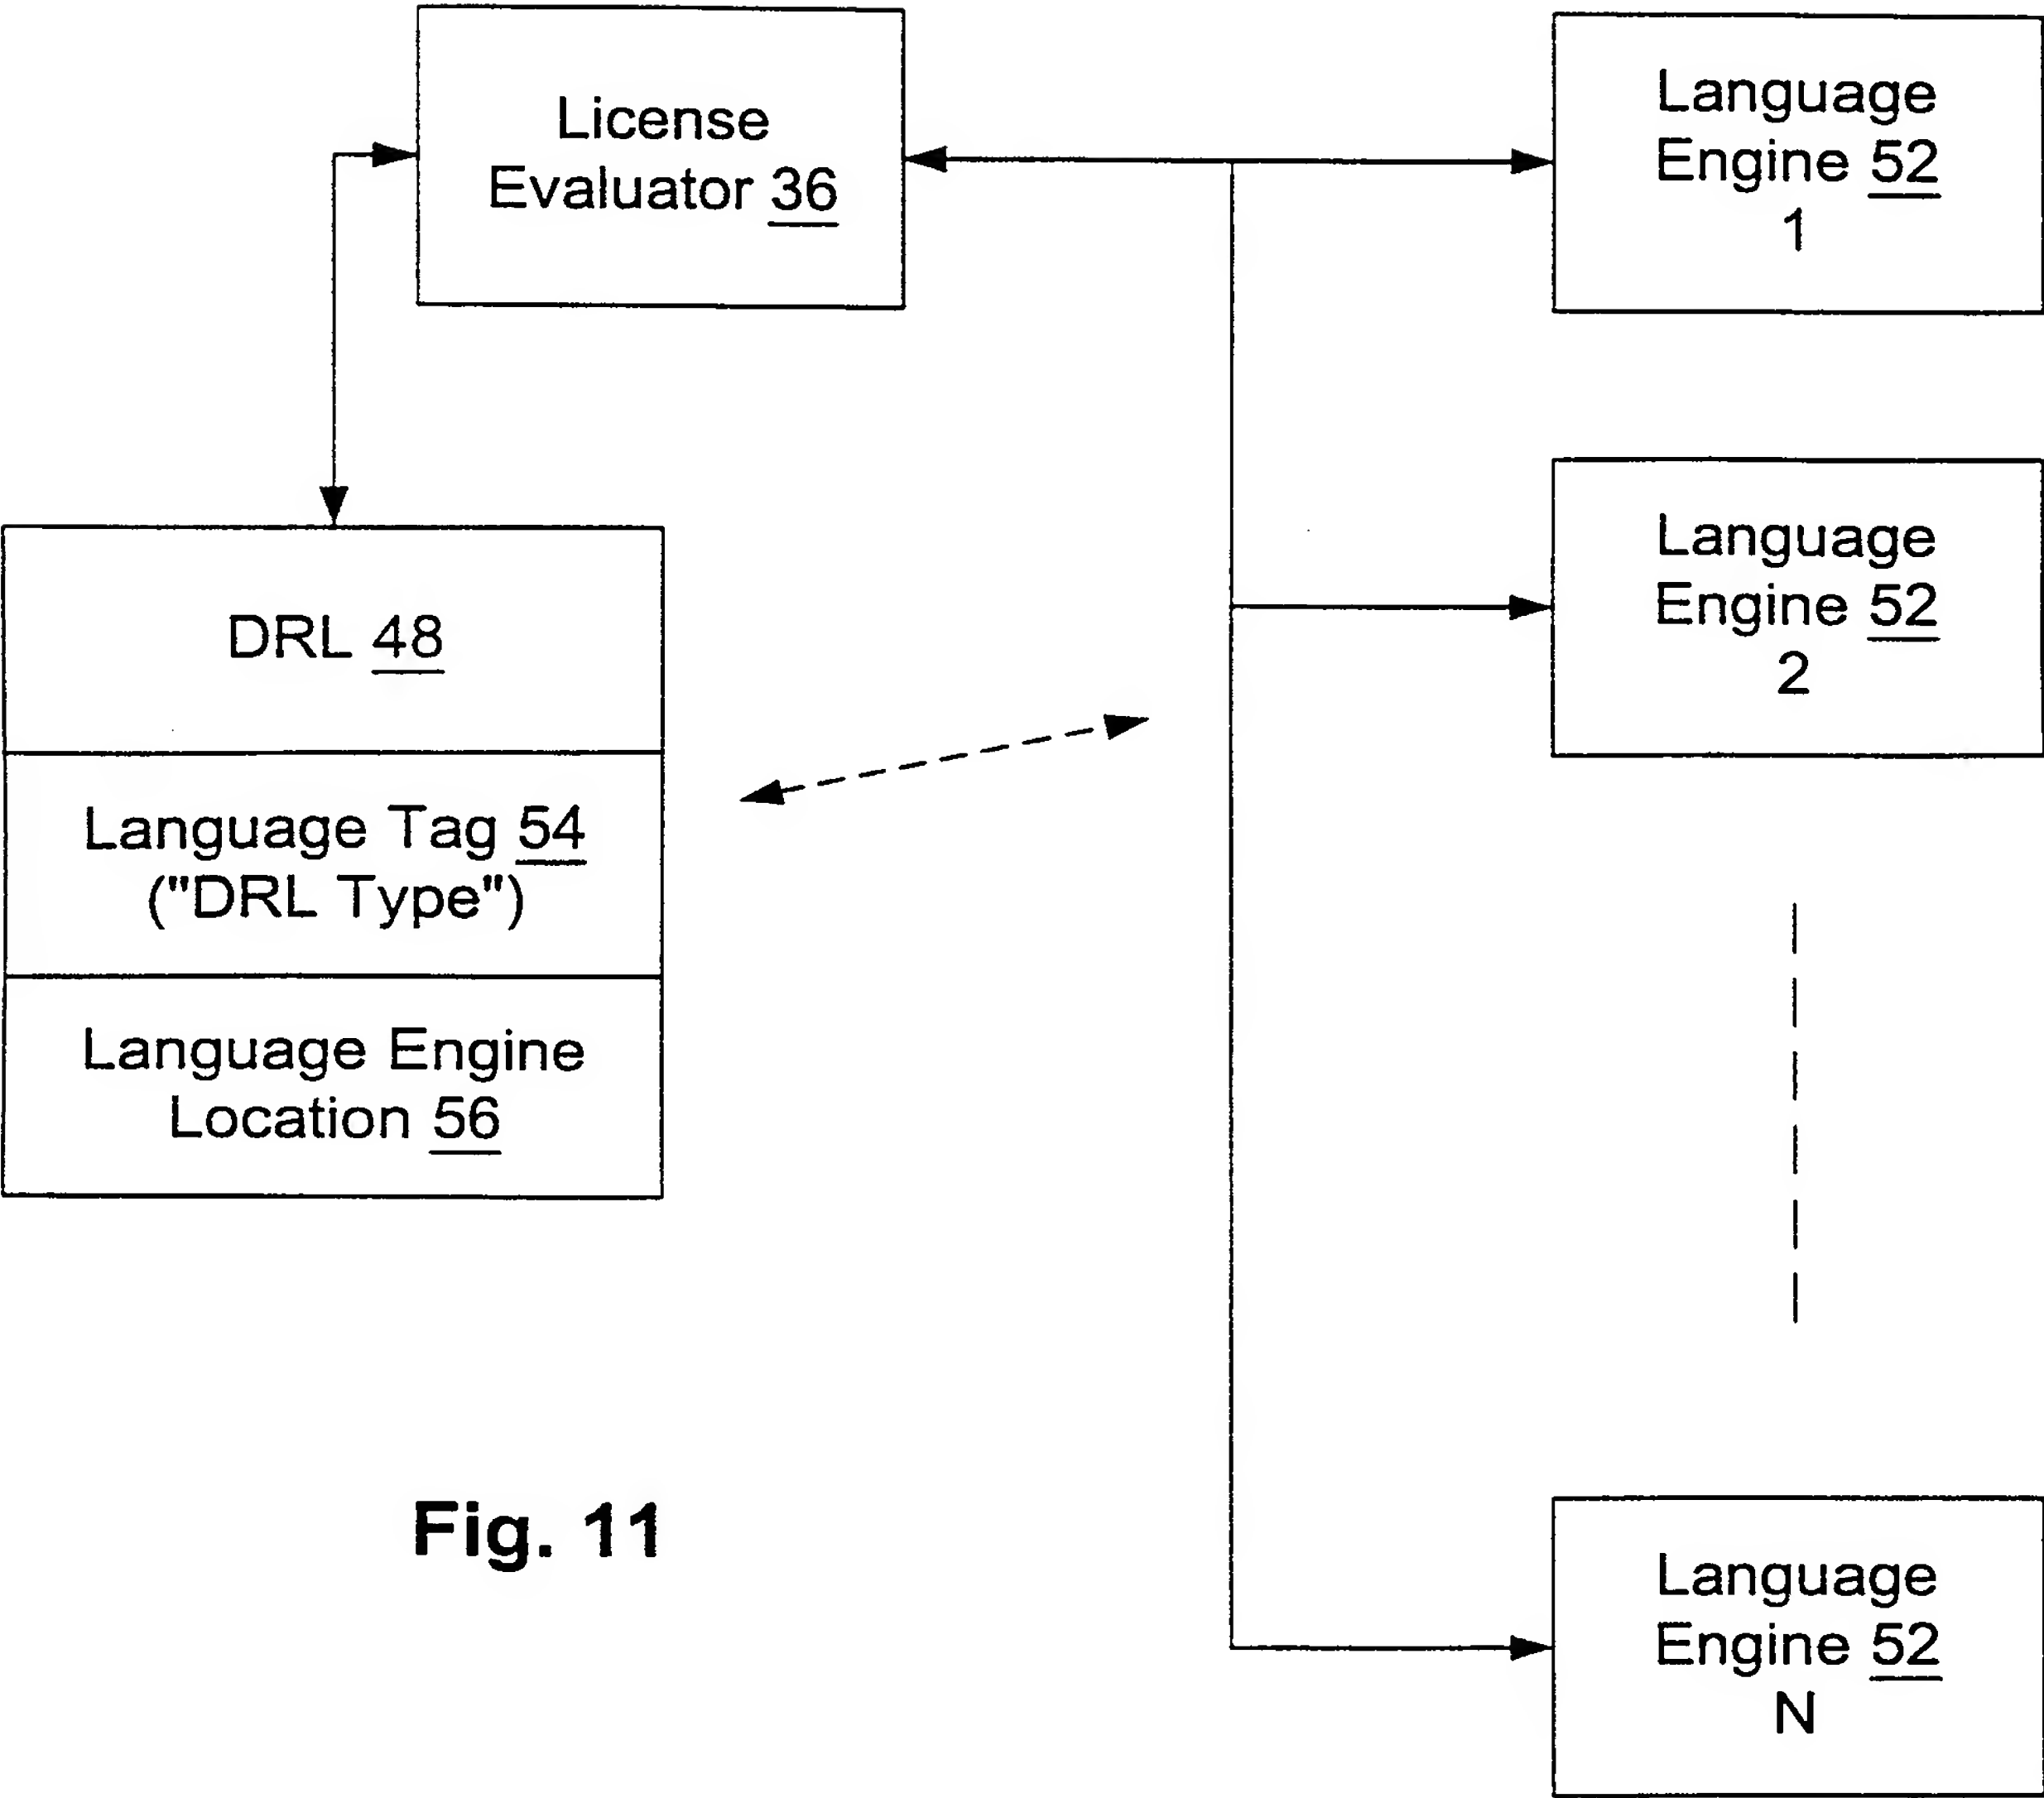 License
Evaluator 36
Language
Engine 52
1
Language
Engine 52
2
DRL 48
Language Tag 54
("DRL Type")
Language Engine
Location 56
Fig. 11
Language
Engine 52
N